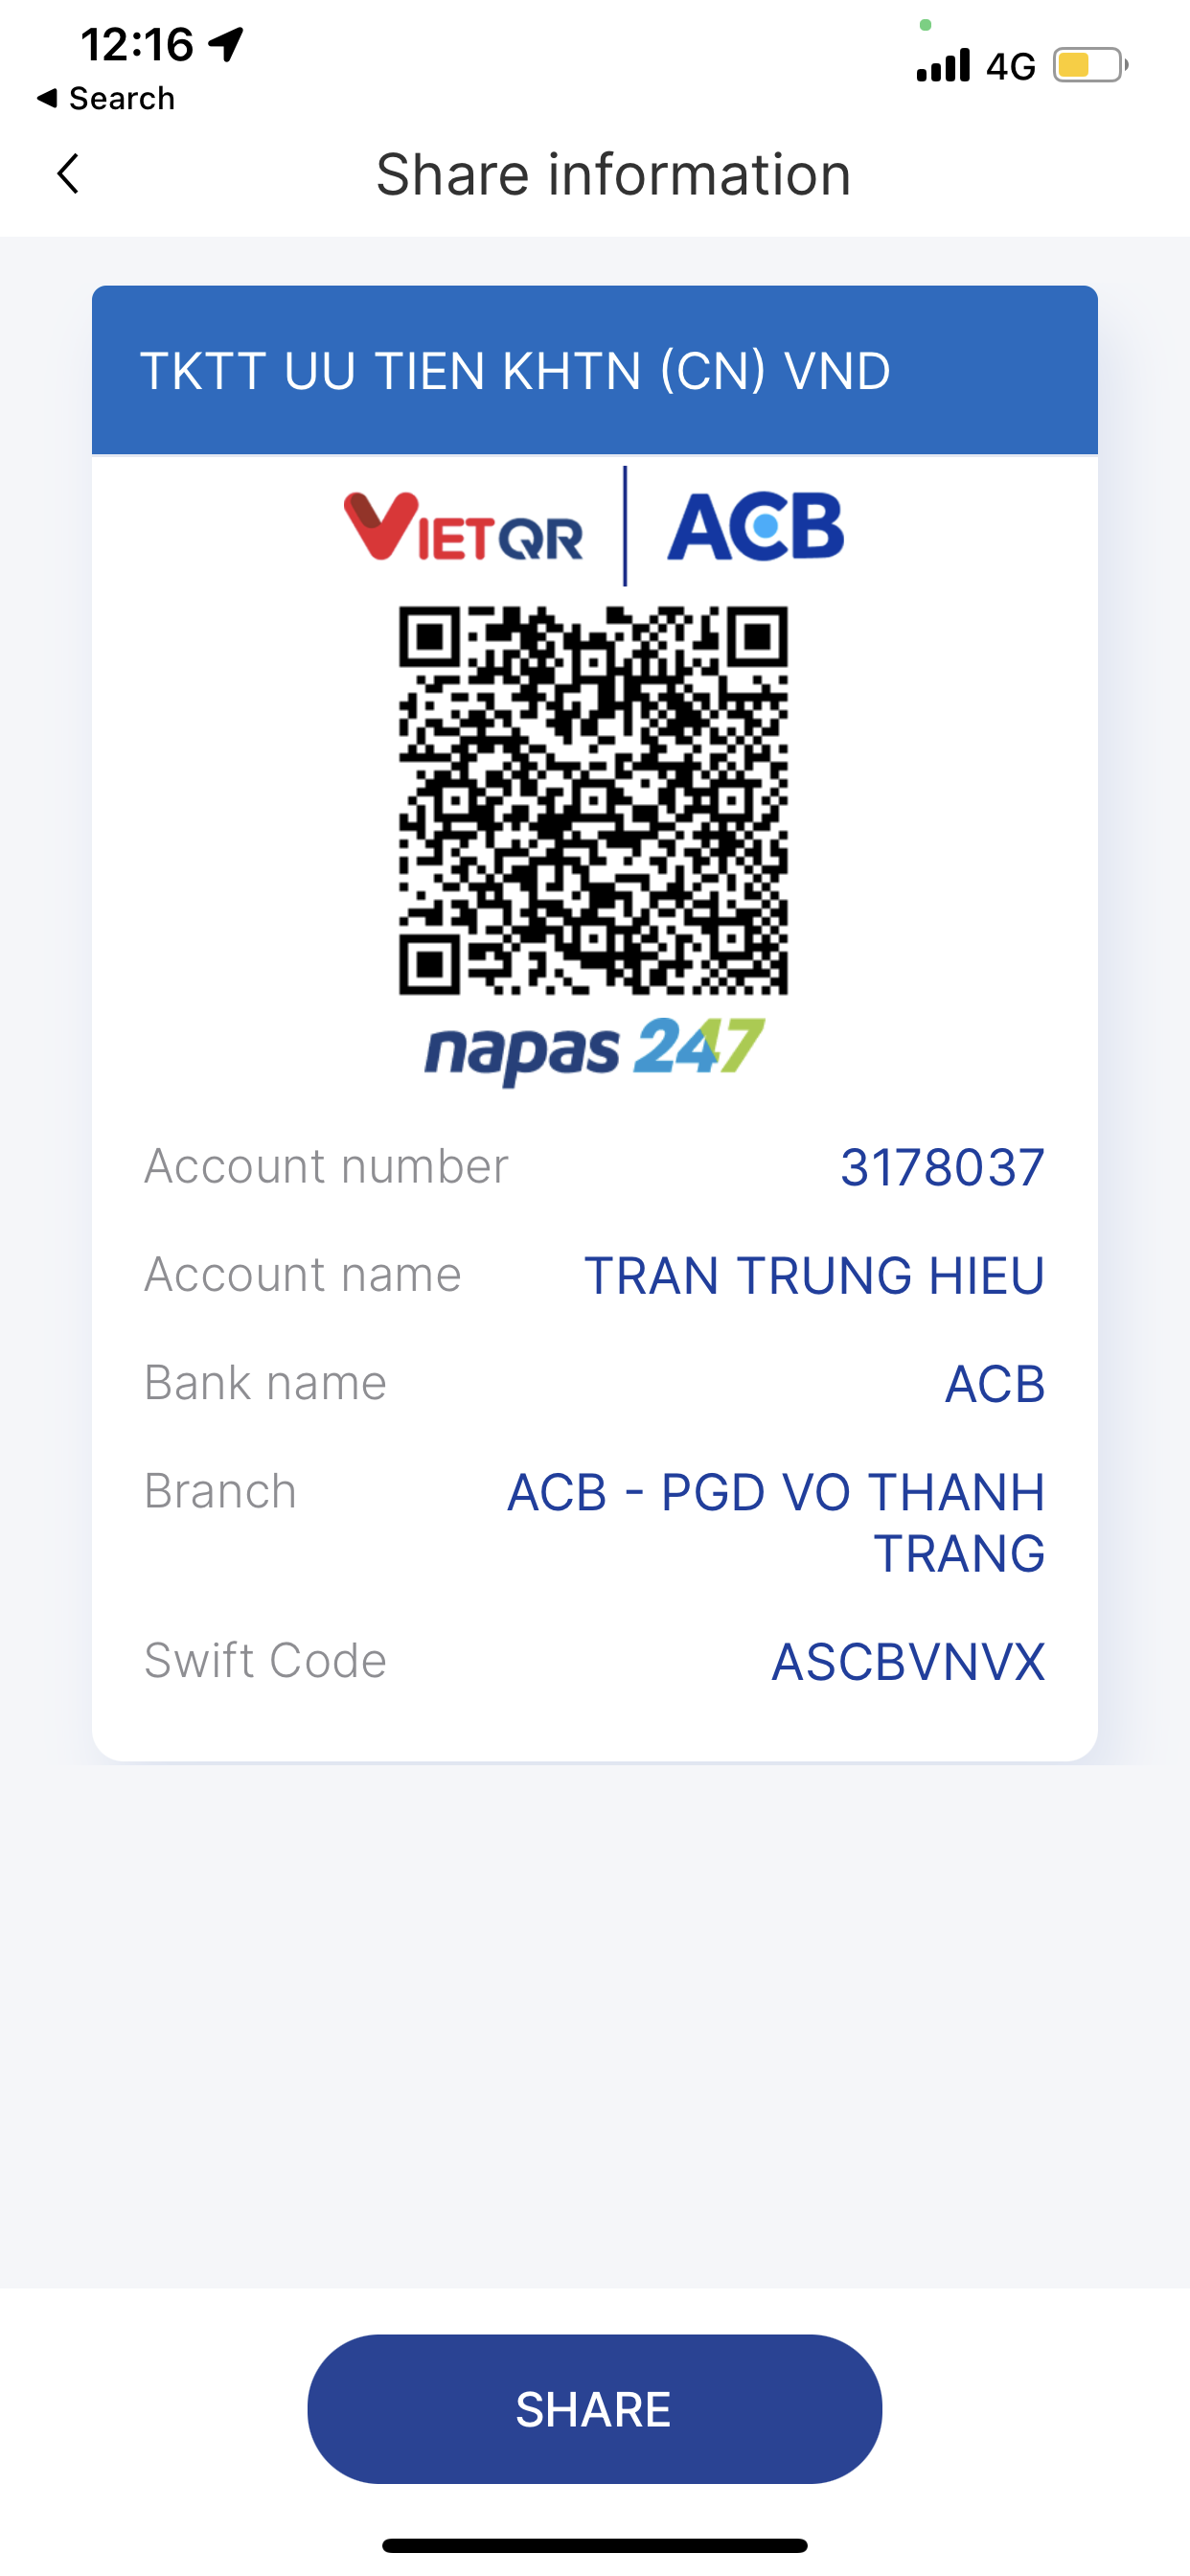 12:16
4G
Search
Share information
TKTT UU TIEN KHTN (CN) VND
VIETQR
ACB
napas 247
Account number 3178037
Account name TRAN TRUNG HIEU
Bank name ACB
Branch ACB - PGD VO THANH
TRANG
Swift Code ASCBVNVX
SHARE